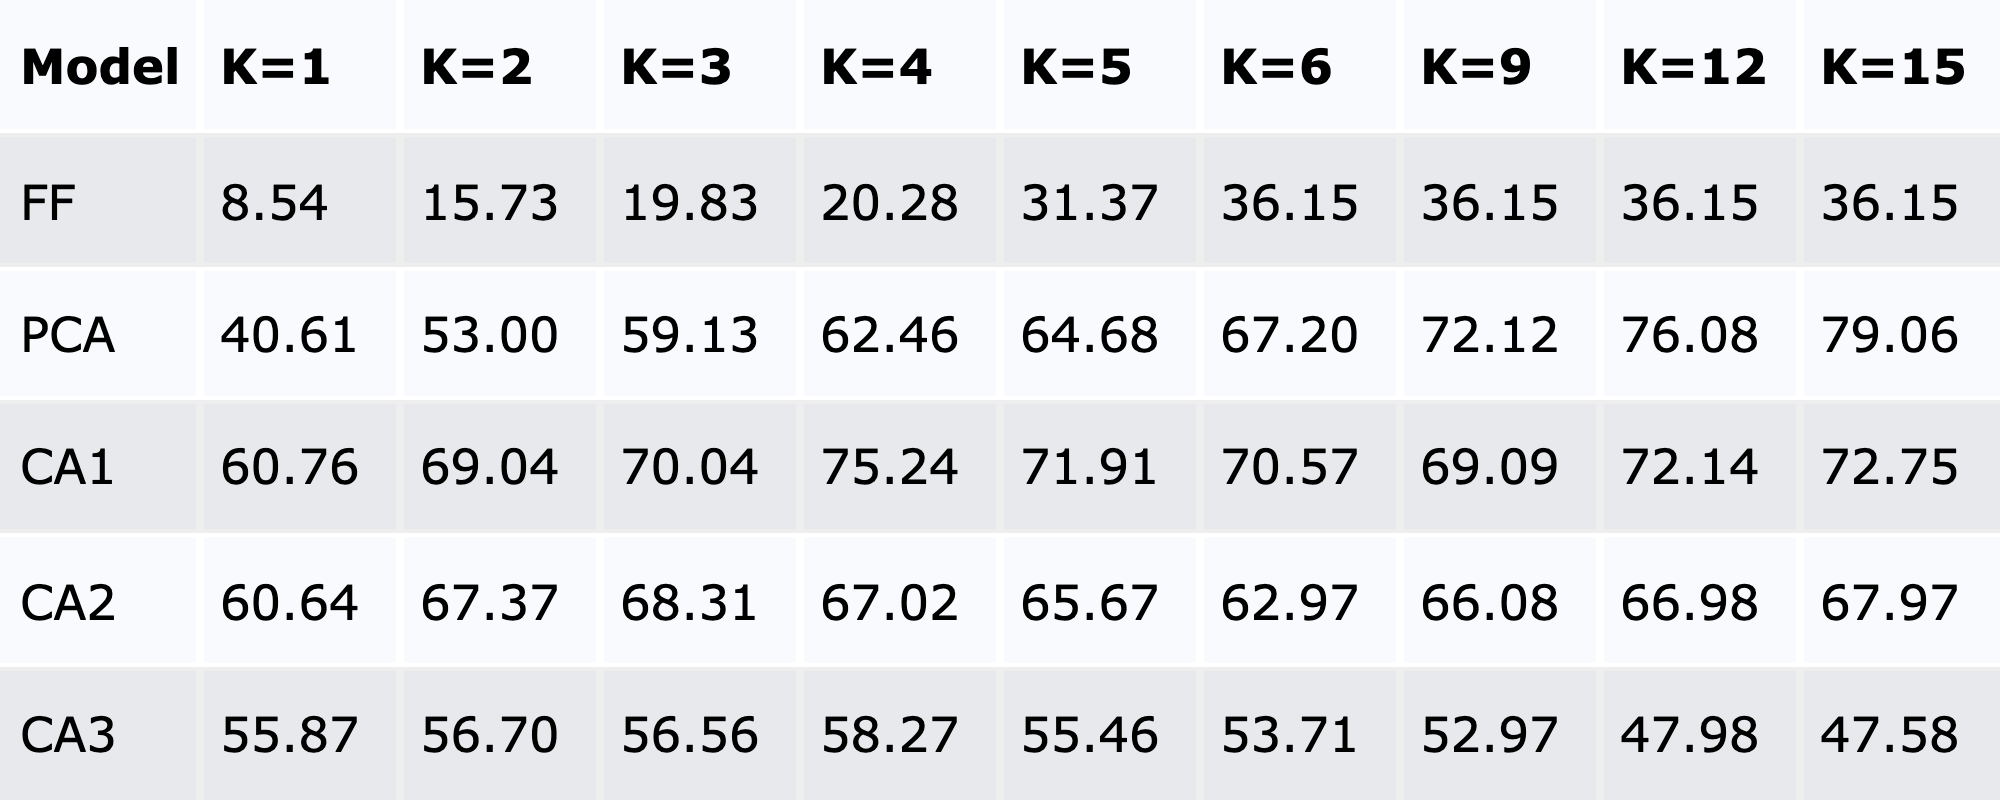 Model K=1 K=2 K=3 K=4 K=5 K=6 K=9 K=12 K=15
FF 8.54 15.73 19.83 20.28 31.37 36.15 36.15 36.15 36.15
PCA 40.61 53.00 59.13 62.46 64.68 67.20 72.12 76.08 79.06
CA1 60.76 69.04 70.04 75.24 71.91 70.57 69.09 72.14 72.75
CA2 60.64 67.37 68.31 67.02 65.67 62.97 66.08 66.98 67.97
CA3 55.87 56.70 56.56 58.27 55.46 53.71 52.97 47.98 47.58